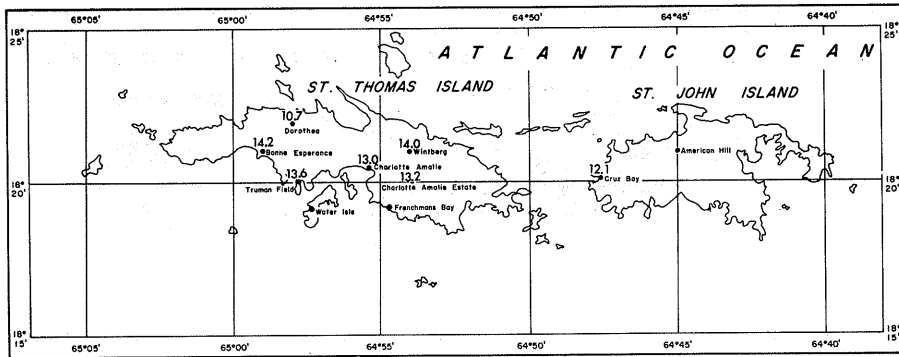 65°05' 65°00' 64°55' 64°50' 64°45' 64°40'
18° 25' 18° 25'
ATLANTIC OCEAN
ST. THOMAS ISLAND ST. JOHN ISLAND
10.7
Dorothea
14.2 14.0
Bonne Esperance Wintberg American Hill
13.0
Charlotte Amalie
13.6 13.2 12.1
18° 20' Cruz Bay 18° 20'
Truman Field Charlotte Amalie Estate
Water Isle Frenchmans Bay
18° 15' 18° 15'
65°05' 65°00' 64°55' 64°50' 64°45' 64°40'